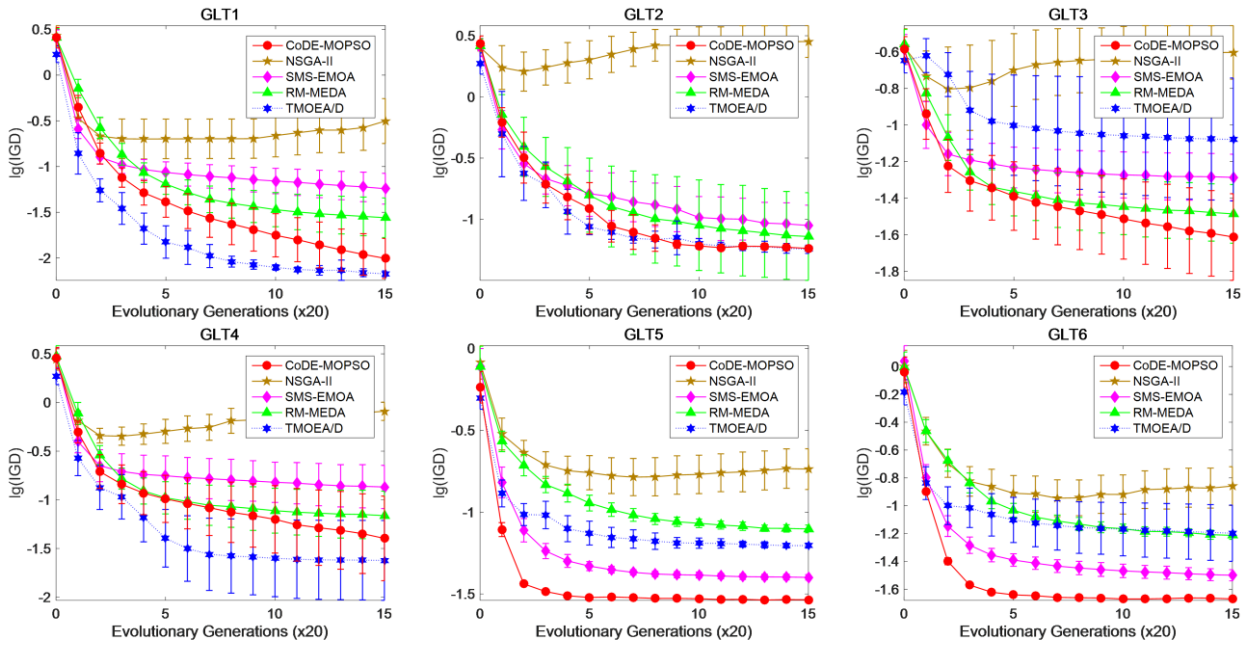 GLT1
0.5
0
-0.5
-1
-1.5
-2
lg(IGD)
CoDE-MOPSO
NSGA-II
SMS-EMOA
RM-MEDA
TMOEA/D
0
5
10
15
Evolutionary Generations (x20)
GLT2
0.5
0
-0.5
-1
lg(IGD)
CoDE-MOPSO
NSGA-II
SMS-EMOA
RM-MEDA
TMOEA/D
0
5
10
15
Evolutionary Generations (x20)
GLT3
-0.6
-0.8
-1
-1.2
-1.4
-1.6
-1.8
lg(IGD)
CoDE-MOPSO
NSGA-II
SMS-EMOA
RM-MEDA
TMOEA/D
0
5
10
15
Evolutionary Generations (x20)
GLT4
0.5
0
-0.5
-1
-1.5
-2
lg(IGD)
CoDE-MOPSO
NSGA-II
SMS-EMOA
RM-MEDA
TMOEA/D
0
5
10
15
Evolutionary Generations (x20)
GLT5
0
-0.5
-1
-1.5
lg(IGD)
CoDE-MOPSO
NSGA-II
SMS-EMOA
RM-MEDA
TMOEA/D
0
5
10
15
Evolutionary Generations (x20)
GLT6
0
-0.2
-0.4
-0.6
-0.8
-1
-1.2
-1.4
-1.6
lg(IGD)
CoDE-MOPSO
NSGA-II
SMS-EMOA
RM-MEDA
TMOEA/D
0
5
10
15
Evolutionary Generations (x20)